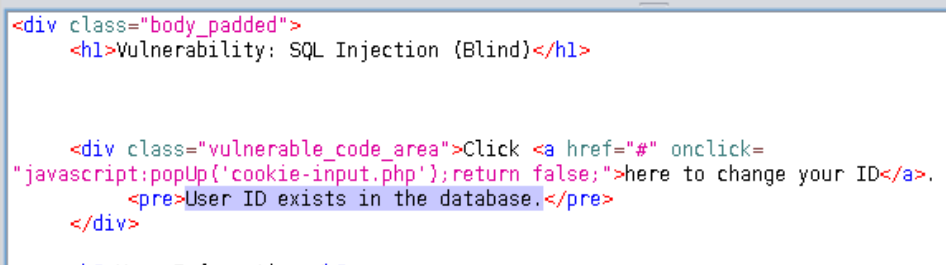 <div class="body_padded">
<h1>Vulnerability: SQL Injection (Blind)</h1>
<div class="vulnerable_code_area">Click <a href="#" onclick=
"javascript:popUp('cookie-input.php');return false;">here to change your ID</a>.
<pre>User ID exists in the database.</pre>
</div>